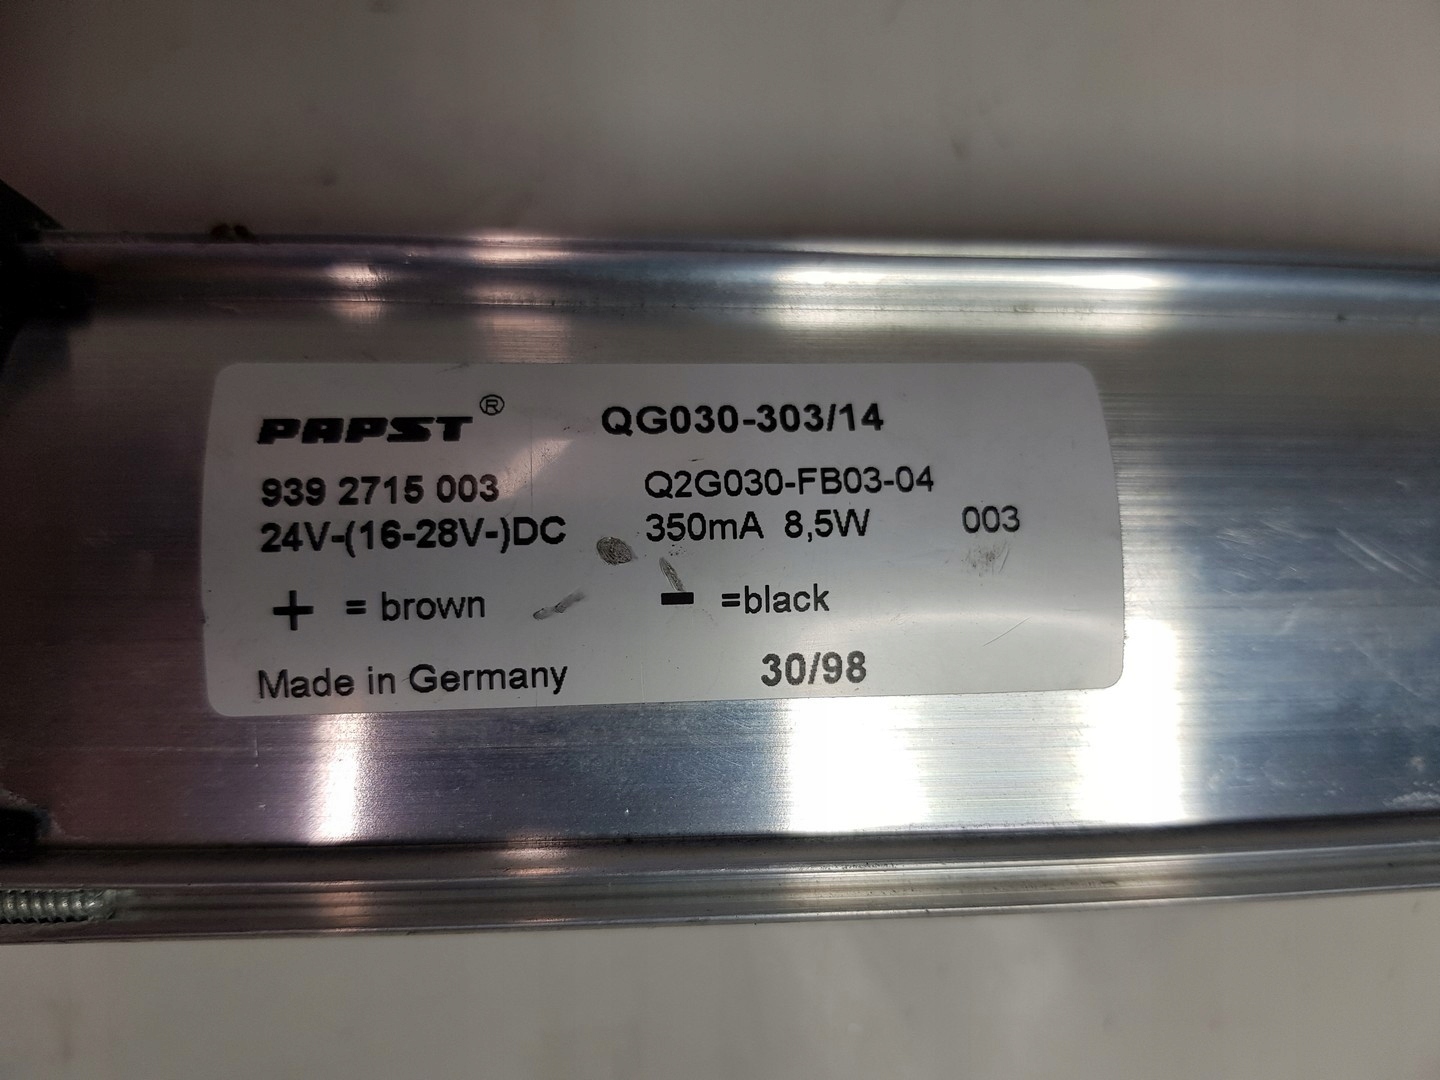 PAPST® QG030-303/14
939 2715 003 Q2G030-FB03-04
24V-(16-28V-)DC 350mA 8,5W 003
+ = brown - =black
Made in Germany 30/98